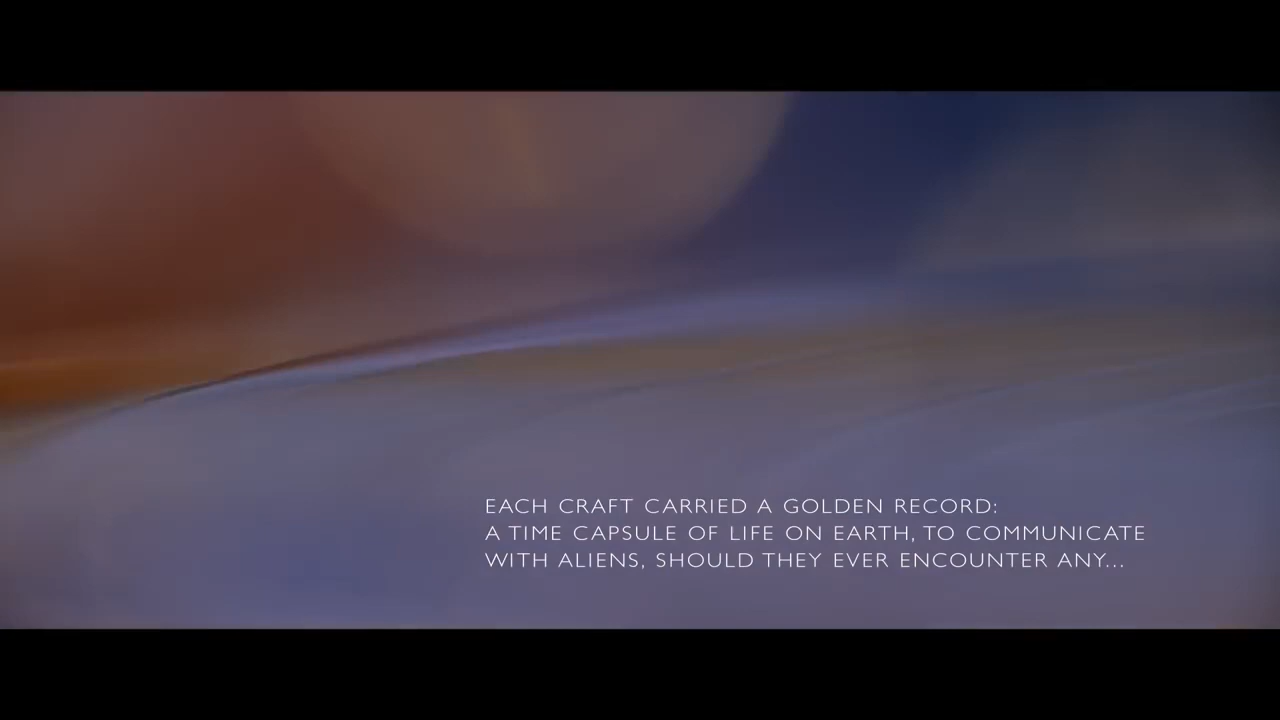 EACH CRAFT CARRIED A GOLDEN RECORD:
A TIME CAPSULE OF LIFE ON EARTH, TO COMMUNICATE
WITH ALIENS, SHOULD THEY EVER ENCOUNTER ANY...